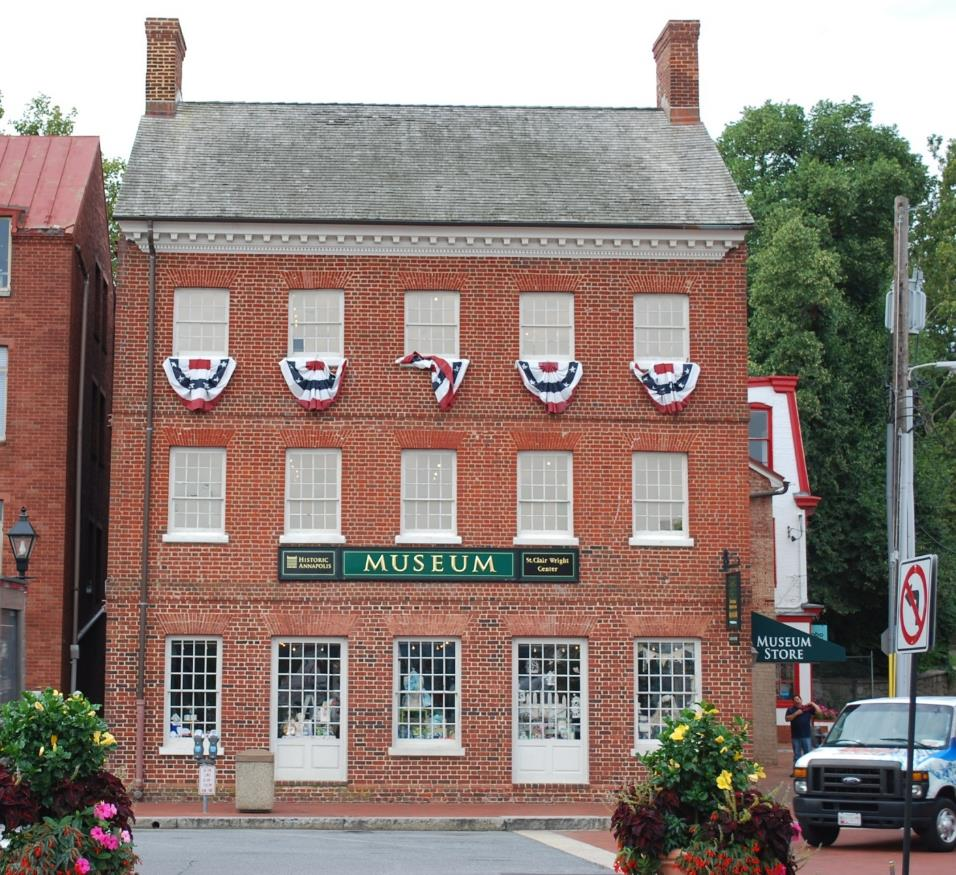 HISTORIC
ANNAPOLIS
MUSEUM
St. Clair Wright
Center
MUSEUM
STORE